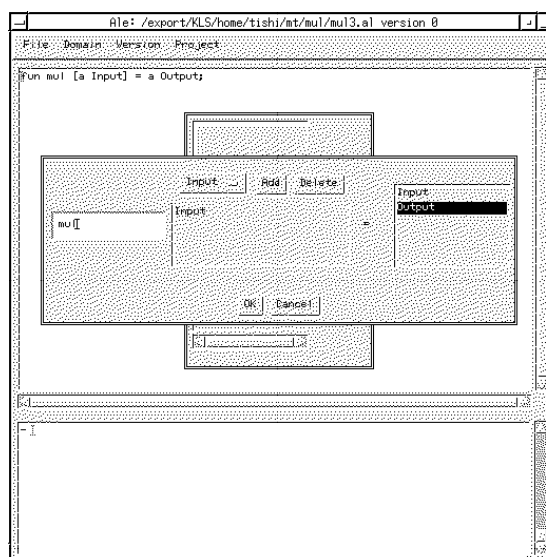 Ale: /export/KLS/home/tishi/mt/mul/mul3.al version 0
File Domain Version Project
fun mul [a Input] = a Output;
Input Add Delete
Input
Output
mul
Input
=
OK Cancel
-